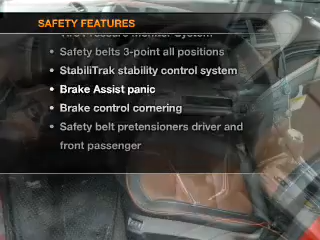 SAFETY FEATURES
• Safety belts 3-point all positions
• StabiliTrak stability control system
• Brake Assist panic
• Brake control cornering
• Safety belt pretensioners driver and
front passenger